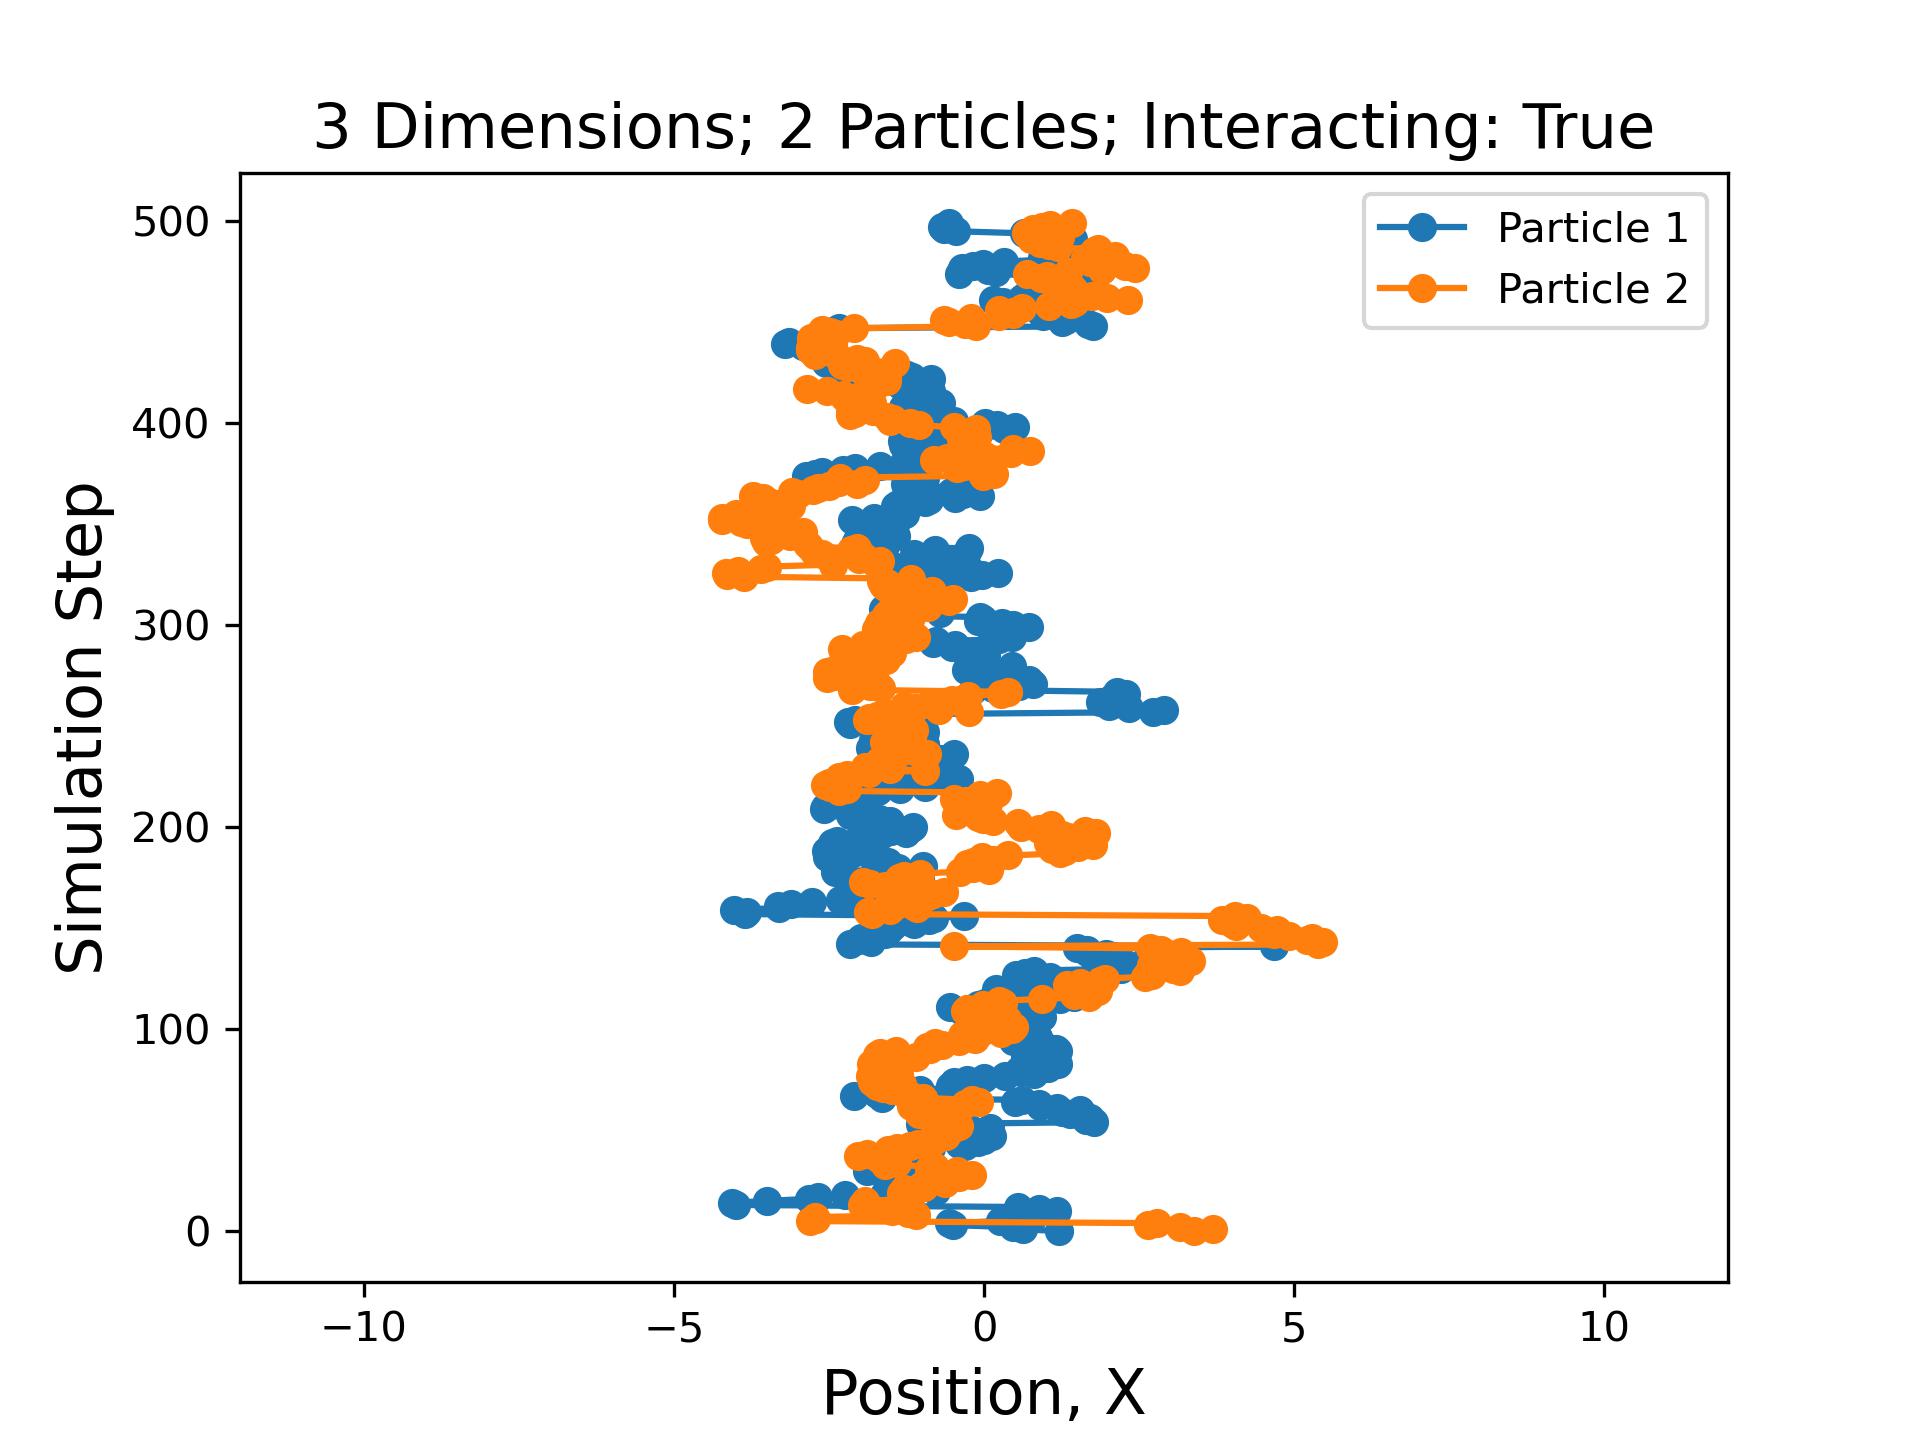 3 Dimensions; 2 Particles; Interacting: True
Particle 1
Particle 2
500
400
300
200
100
0
Simulation Step
−10
−5
0
5
10
Position, X